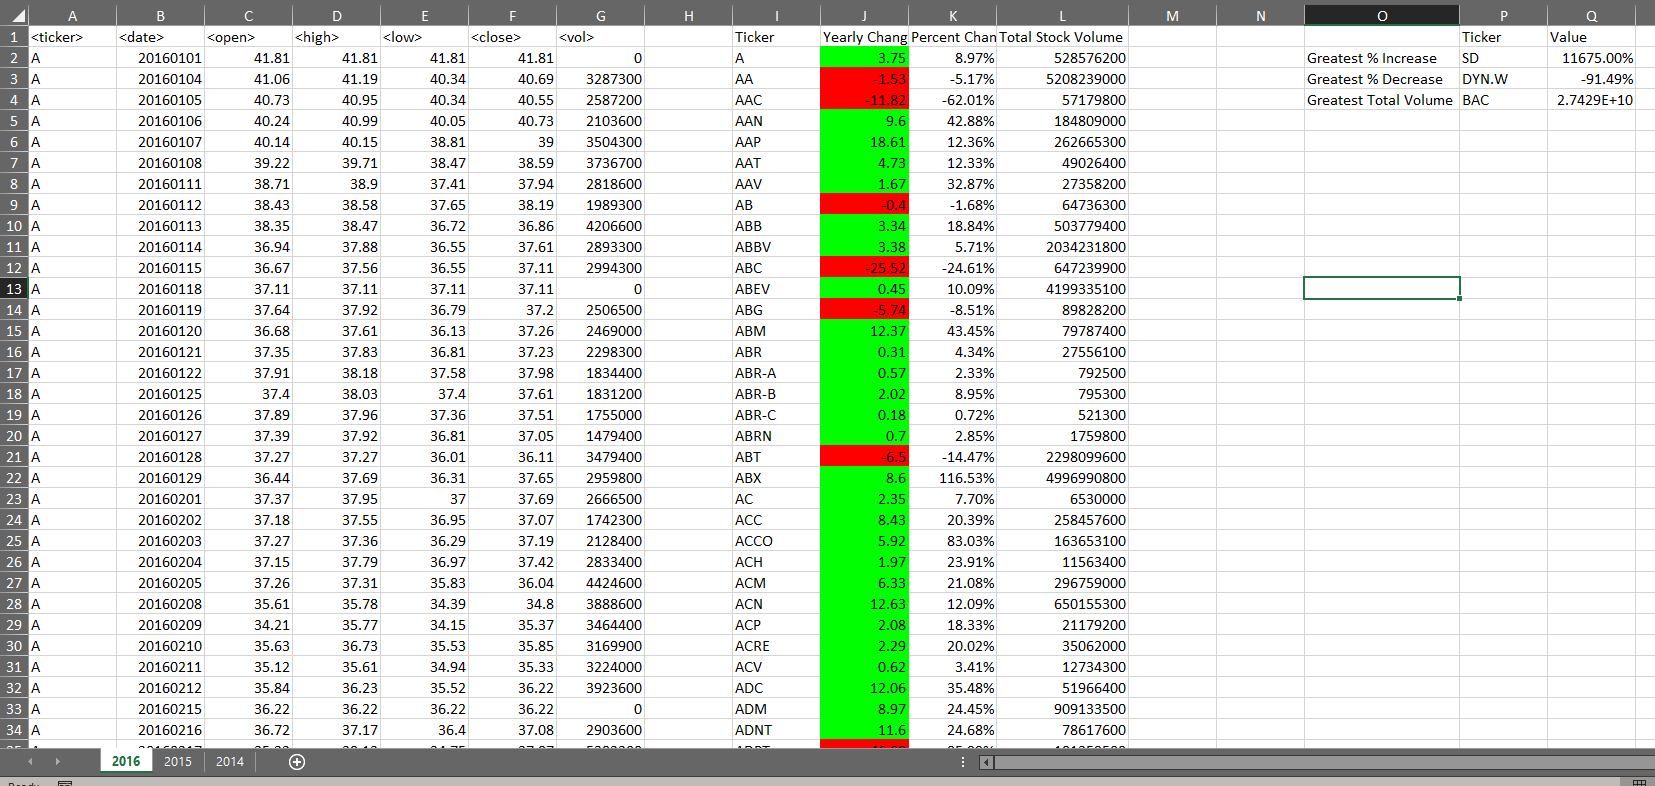 A B C D E F G H I J K L M N O P Q
1 <ticker> <date> <open> <high> <low> <close> <vol> Ticker Yearly Chang Percent Chan Total Stock Volume Ticker Value
2 A 20160101 41.81 41.81 41.81 41.81 0 A 3.75 8.97% 528576200 Greatest % Increase SD 11675.00%
3 A 20160104 41.06 41.19 40.34 40.69 3287300 AA -1.53 -5.17% 5208239000 Greatest % Decrease DYN.W -91.49%
4 A 20160105 40.73 40.95 40.34 40.55 2587200 AAC -11.82 -62.01% 57179800 Greatest Total Volume BAC 2.7429E+10
5 A 20160106 40.24 40.99 40.05 40.73 2103600 AAN 9.6 42.88% 184809000
6 A 20160107 40.14 40.15 38.81 39 3504300 AAP 18.61 12.36% 262665300
7 A 20160108 39.22 39.71 38.47 38.59 3736700 AAT 4.73 12.33% 49026400
8 A 20160111 38.71 38.9 37.41 37.94 2818600 AAV 1.67 32.87% 27358200
9 A 20160112 38.43 38.58 37.65 38.19 1989300 AB -0.4 -1.68% 64736300
10 A 20160113 38.35 38.47 36.72 36.86 4206600 ABB 3.34 18.84% 503779400
11 A 20160114 36.94 37.88 36.55 37.61 2893300 ABBV 3.38 5.71% 2034231800
12 A 20160115 36.67 37.56 36.55 37.11 2994300 ABC -25.52 -24.61% 647239900
13 A 20160118 37.11 37.11 37.11 37.11 0 ABEV 0.45 10.09% 4199335100
14 A 20160119 37.64 37.92 36.79 37.2 2506500 ABG -5.74 -8.51% 89828200
15 A 20160120 36.68 37.61 36.13 37.26 2469000 ABM 12.37 43.45% 79787400
16 A 20160121 37.35 37.83 36.81 37.23 2298300 ABR 0.31 4.34% 27556100
17 A 20160122 37.91 38.18 37.58 37.98 1834400 ABR-A 0.57 2.33% 792500
18 A 20160125 37.4 38.03 37.4 37.61 1831200 ABR-B 2.02 8.95% 795300
19 A 20160126 37.89 37.96 37.36 37.51 1755000 ABR-C 0.18 0.72% 521300
20 A 20160127 37.39 37.92 36.81 37.05 1479400 ABRN 0.7 2.85% 1759800
21 A 20160128 37.27 37.27 36.01 36.11 3479400 ABT -6.5 -14.47% 2298099600
22 A 20160129 36.44 37.69 36.31 37.65 2959800 ABX 8.6 116.53% 4996990800
23 A 20160201 37.37 37.95 37 37.69 2666500 AC 2.35 7.70% 6530000
24 A 20160202 37.18 37.55 36.95 37.07 1742300 ACC 8.43 20.39% 258457600
25 A 20160203 37.27 37.36 36.29 37.19 2128400 ACCO 5.92 83.03% 163653100
26 A 20160204 37.15 37.79 36.97 37.42 2833400 ACH 1.97 23.91% 11563400
27 A 20160205 37.26 37.31 35.83 36.04 4424600 ACM 6.33 21.08% 296759000
28 A 20160208 35.61 35.78 34.39 34.8 3888600 ACN 12.63 12.09% 650155300
29 A 20160209 34.21 35.77 34.15 35.37 3464400 ACP 2.08 18.33% 21179200
30 A 20160210 35.63 36.73 35.53 35.85 3169900 ACRE 2.29 20.02% 35062000
31 A 20160211 35.12 35.61 34.94 35.33 3224000 ACV 0.62 3.41% 12734300
32 A 20160212 35.84 36.23 35.52 36.22 3923600 ADC 12.06 35.48% 51966400
33 A 20160215 36.22 36.22 36.22 36.22 0 ADM 8.97 24.45% 909133500
34 A 20160216 36.72 37.17 36.4 37.08 2903600 ADNT 11.6 24.68% 78617600
2016 2015 2014